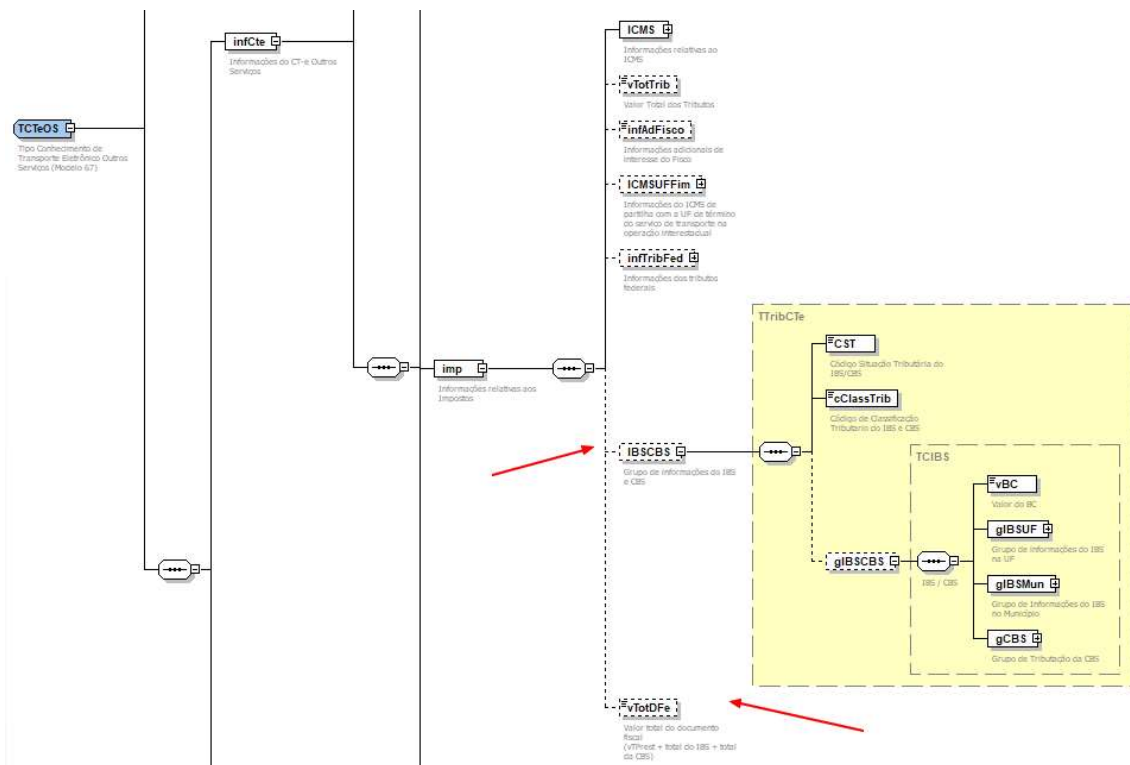 ICMS
infCte
Informações relativas ao
ICMS
Informações do CT-e Outros
Serviços
vTotTrib
Valor Total dos Tributos
TCTeOS
infAdFisco
Tipo Conhecimento de
Transporte Eletrônico Outros
Serviços (Modelo 67)
Informações adicionais de
interesse do Fisco
ICMSUFFim
Informações do ICMS de
partilha com a UF de término
do serviço de transporte na
operação interestadual
infTribFed
Informações dos tributos
federais
TTribCTe
CST
Código Situação Tributária do
IBS/CBS
imp
Informações relativas aos
Impostos
cClassTrib
Código de Classificação
Tributário do IBS e CBS
IBSCBS
Grupo de informações do IBS
e CBS
TCIBS
vBC
Valor do BC
gIBSUF
Grupo de Informações do IBS
na UF
gIBSCBS
IBS / CBS
gIBSMun
Grupo de Informações do IBS
no Município
gCBS
Grupo de Tributação da CBS
vTotDFe
Valor total do documento
fiscal
(vTPrest + total do IBS + total
da CBS)